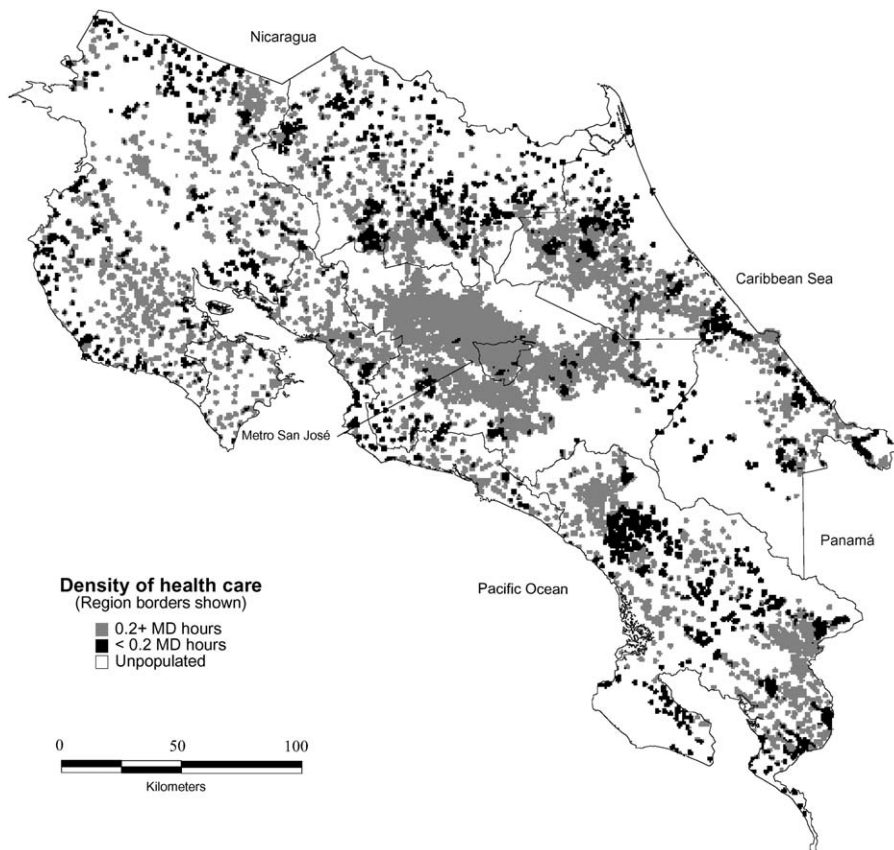 Nicaragua
Caribbean Sea
Metro San José
Panamá
Pacific Ocean
Density of health care
(Region borders shown)
0.2+ MD hours
< 0.2 MD hours
Unpopulated
0 50 100
Kilometers